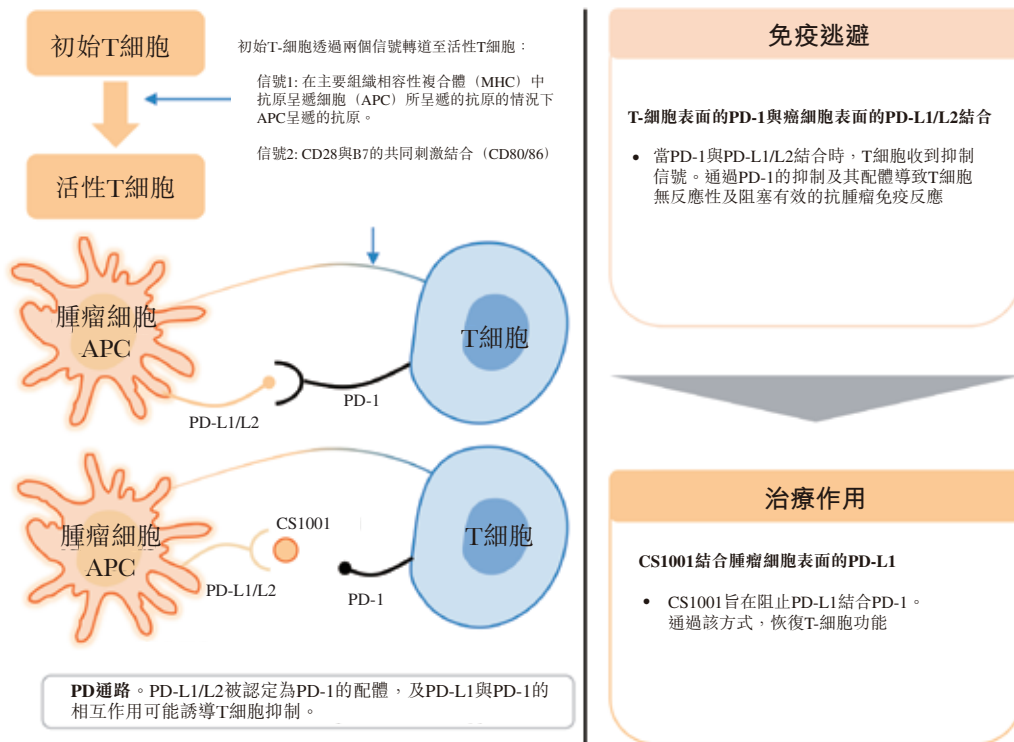 初始T細胞
初始T-細胞透過兩個信號轉道至活性T細胞：
信號1: 在主要組織相容性複合體（MHC）中
抗原呈遞細胞（APC）所呈遞的抗原的情況下
APC呈遞的抗原。
信號2: CD28與B7的共同刺激結合（CD80/86）
活性T細胞
腫瘤細胞
APC
T細胞
PD-1
PD-L1/L2
CS1001
腫瘤細胞
APC
T細胞
PD-L1/L2
PD-1
PD通路。PD-L1/L2被認定為PD-1的配體，及PD-L1與PD-1的
相互作用可能誘導T細胞抑制。
免疫逃避
T-細胞表面的PD-1與癌細胞表面的PD-L1/L2結合
• 當PD-1與PD-L1/L2結合時，T細胞收到抑制
信號。通過PD-1的抑制及其配體導致T細胞
無反應性及阻塞有效的抗腫瘤免疫反應
治療作用
CS1001結合腫瘤細胞表面的PD-L1
• CS1001旨在阻止PD-L1結合PD-1。
通過該方式，恢復T-細胞功能